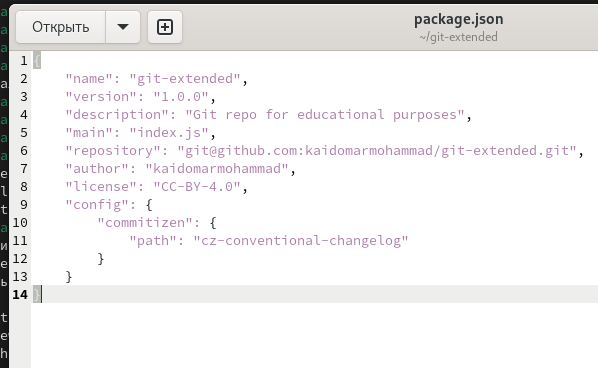 Открыть
package.json
~/git-extended
1 {
2 "name": "git-extended",
3 "version": "1.0.0",
4 "description": "Git repo for educational purposes",
5 "main": "index.js",
6 "repository": "git@github.com:kaidomarmohammad/git-extended.git",
7 "author": "kaidomarmohammad",
8 "license": "CC-BY-4.0",
9 "config": {
10 "commitizen": {
11 "path": "cz-conventional-changelog"
12 }
13 }
14 }